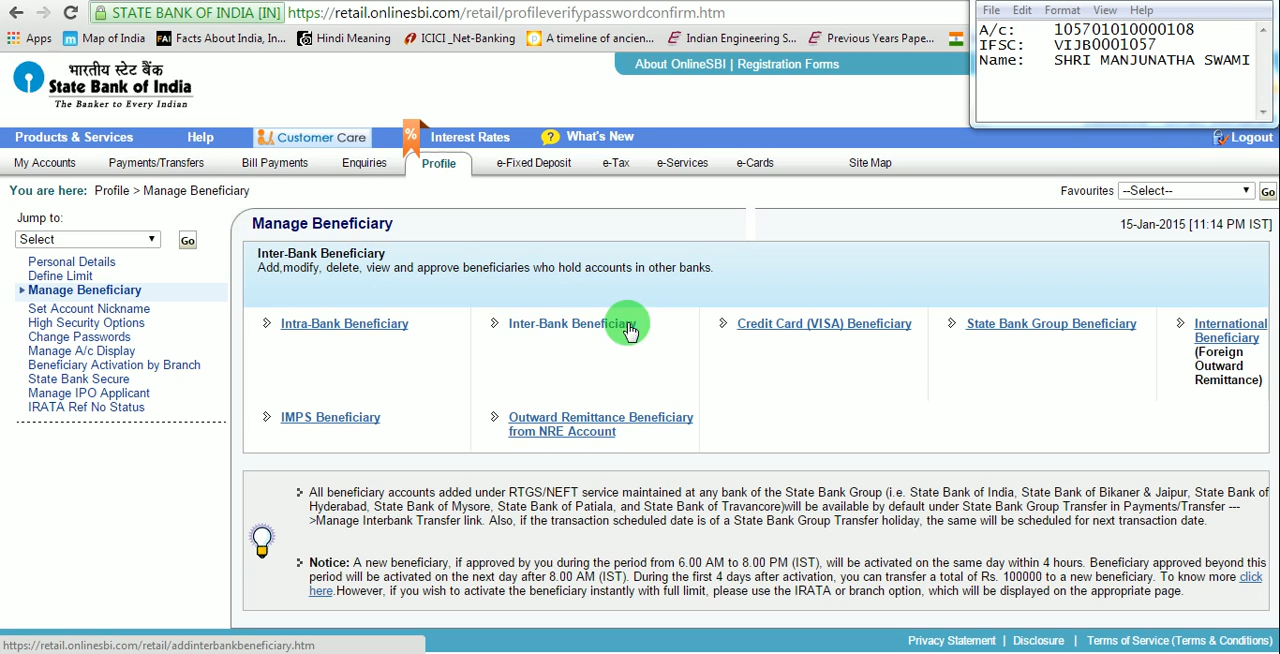 STATE BANK OF INDIA [IN] https://retail.onlinesbi.com/retail/profileverifypasswordconfirm.htm
Apps Map of India FAI Facts About India, In... Hindi Meaning ICICI _Net-Banking A timeline of ancien... Indian Engineering S... Previous Years Pape...
File Edit Format View Help
A/c: 105701010000108
IFSC: VIJB0001057
Name: SHRI MANJUNATHA SWAMI
भारतीय स्टेट बैंक
State Bank of India
The Banker to Every Indian
About OnlineSBI | Registration Forms
Products & Services Help Customer Care % Interest Rates ? What's New Logout
My Accounts Payments/Transfers Bill Payments Enquiries Profile e-Fixed Deposit e-Tax e-Services e-Cards Site Map
You are here: Profile > Manage Beneficiary Favourites --Select-- Go
Jump to:
Select Go
Personal Details
Define Limit
Manage Beneficiary
Set Account Nickname
High Security Options
Change Passwords
Manage A/c Display
Beneficiary Activation by Branch
State Bank Secure
Manage IPO Applicant
IRATA Ref No Status
Manage Beneficiary 15-Jan-2015 [11:14 PM IST]
Inter-Bank Beneficiary
Add,modify, delete, view and approve beneficiaries who hold accounts in other banks.
Intra-Bank Beneficiary
Inter-Bank Beneficiary
Credit Card (VISA) Beneficiary
State Bank Group Beneficiary
International
Beneficiary
(Foreign
Outward
Remittance)
IMPS Beneficiary
Outward Remittance Beneficiary
from NRE Account
All beneficiary accounts added under RTGS/NEFT service maintained at any bank of the State Bank Group (i.e. State Bank of India, State Bank of Bikaner & Jaipur, State Bank of
Hyderabad, State Bank of Mysore, State Bank of Patiala, and State Bank of Travancore)will be available by default under State Bank Group Transfer in Payments/Transfer ---
>Manage Interbank Transfer link. Also, if the transaction scheduled date is of a State Bank Group Transfer holiday, the same will be scheduled for next transaction date.
Notice: A new beneficiary, if approved by you during the period from 6.00 AM to 8.00 PM (IST), will be activated on the same day within 4 hours. Beneficiary approved beyond this
period will be activated on the next day after 8.00 AM (IST). During the first 4 days after activation, you can transfer a total of Rs. 100000 to a new beneficiary. To know more click
here.However, if you wish to activate the beneficiary instantly with full limit, please use the IRATA or branch option, which will be displayed on the appropriate page.
https://retail.onlinesbi.com/retail/addinterbankbeneficiary.htm
Privacy Statement | Disclosure | Terms of Service (Terms & Conditions)